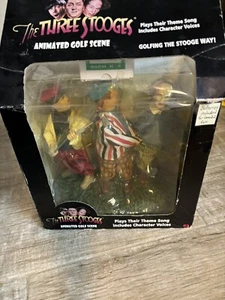 The THREE STOOGES
ANIMATED GOLF SCENE
Plays Their Theme Song
Includes Character Voices
GOLFING THE STOOGE WAY!
The THREE STOOGES
ANIMATED GOLF SCENE
Plays Their Theme Song
Includes Character Voices